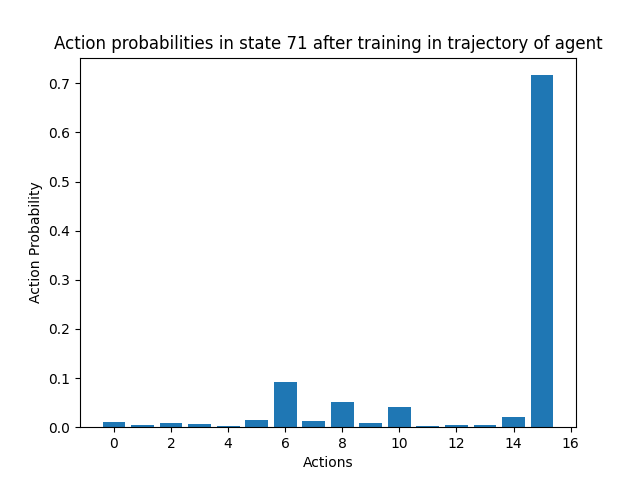 Action probabilities in state 71 after training in trajectory of agent
0.7
0.6
0.5
0.4
0.3
0.2
0.1
0.0
Action Probability
0 2 4 6 8 10 12 14 16
Actions